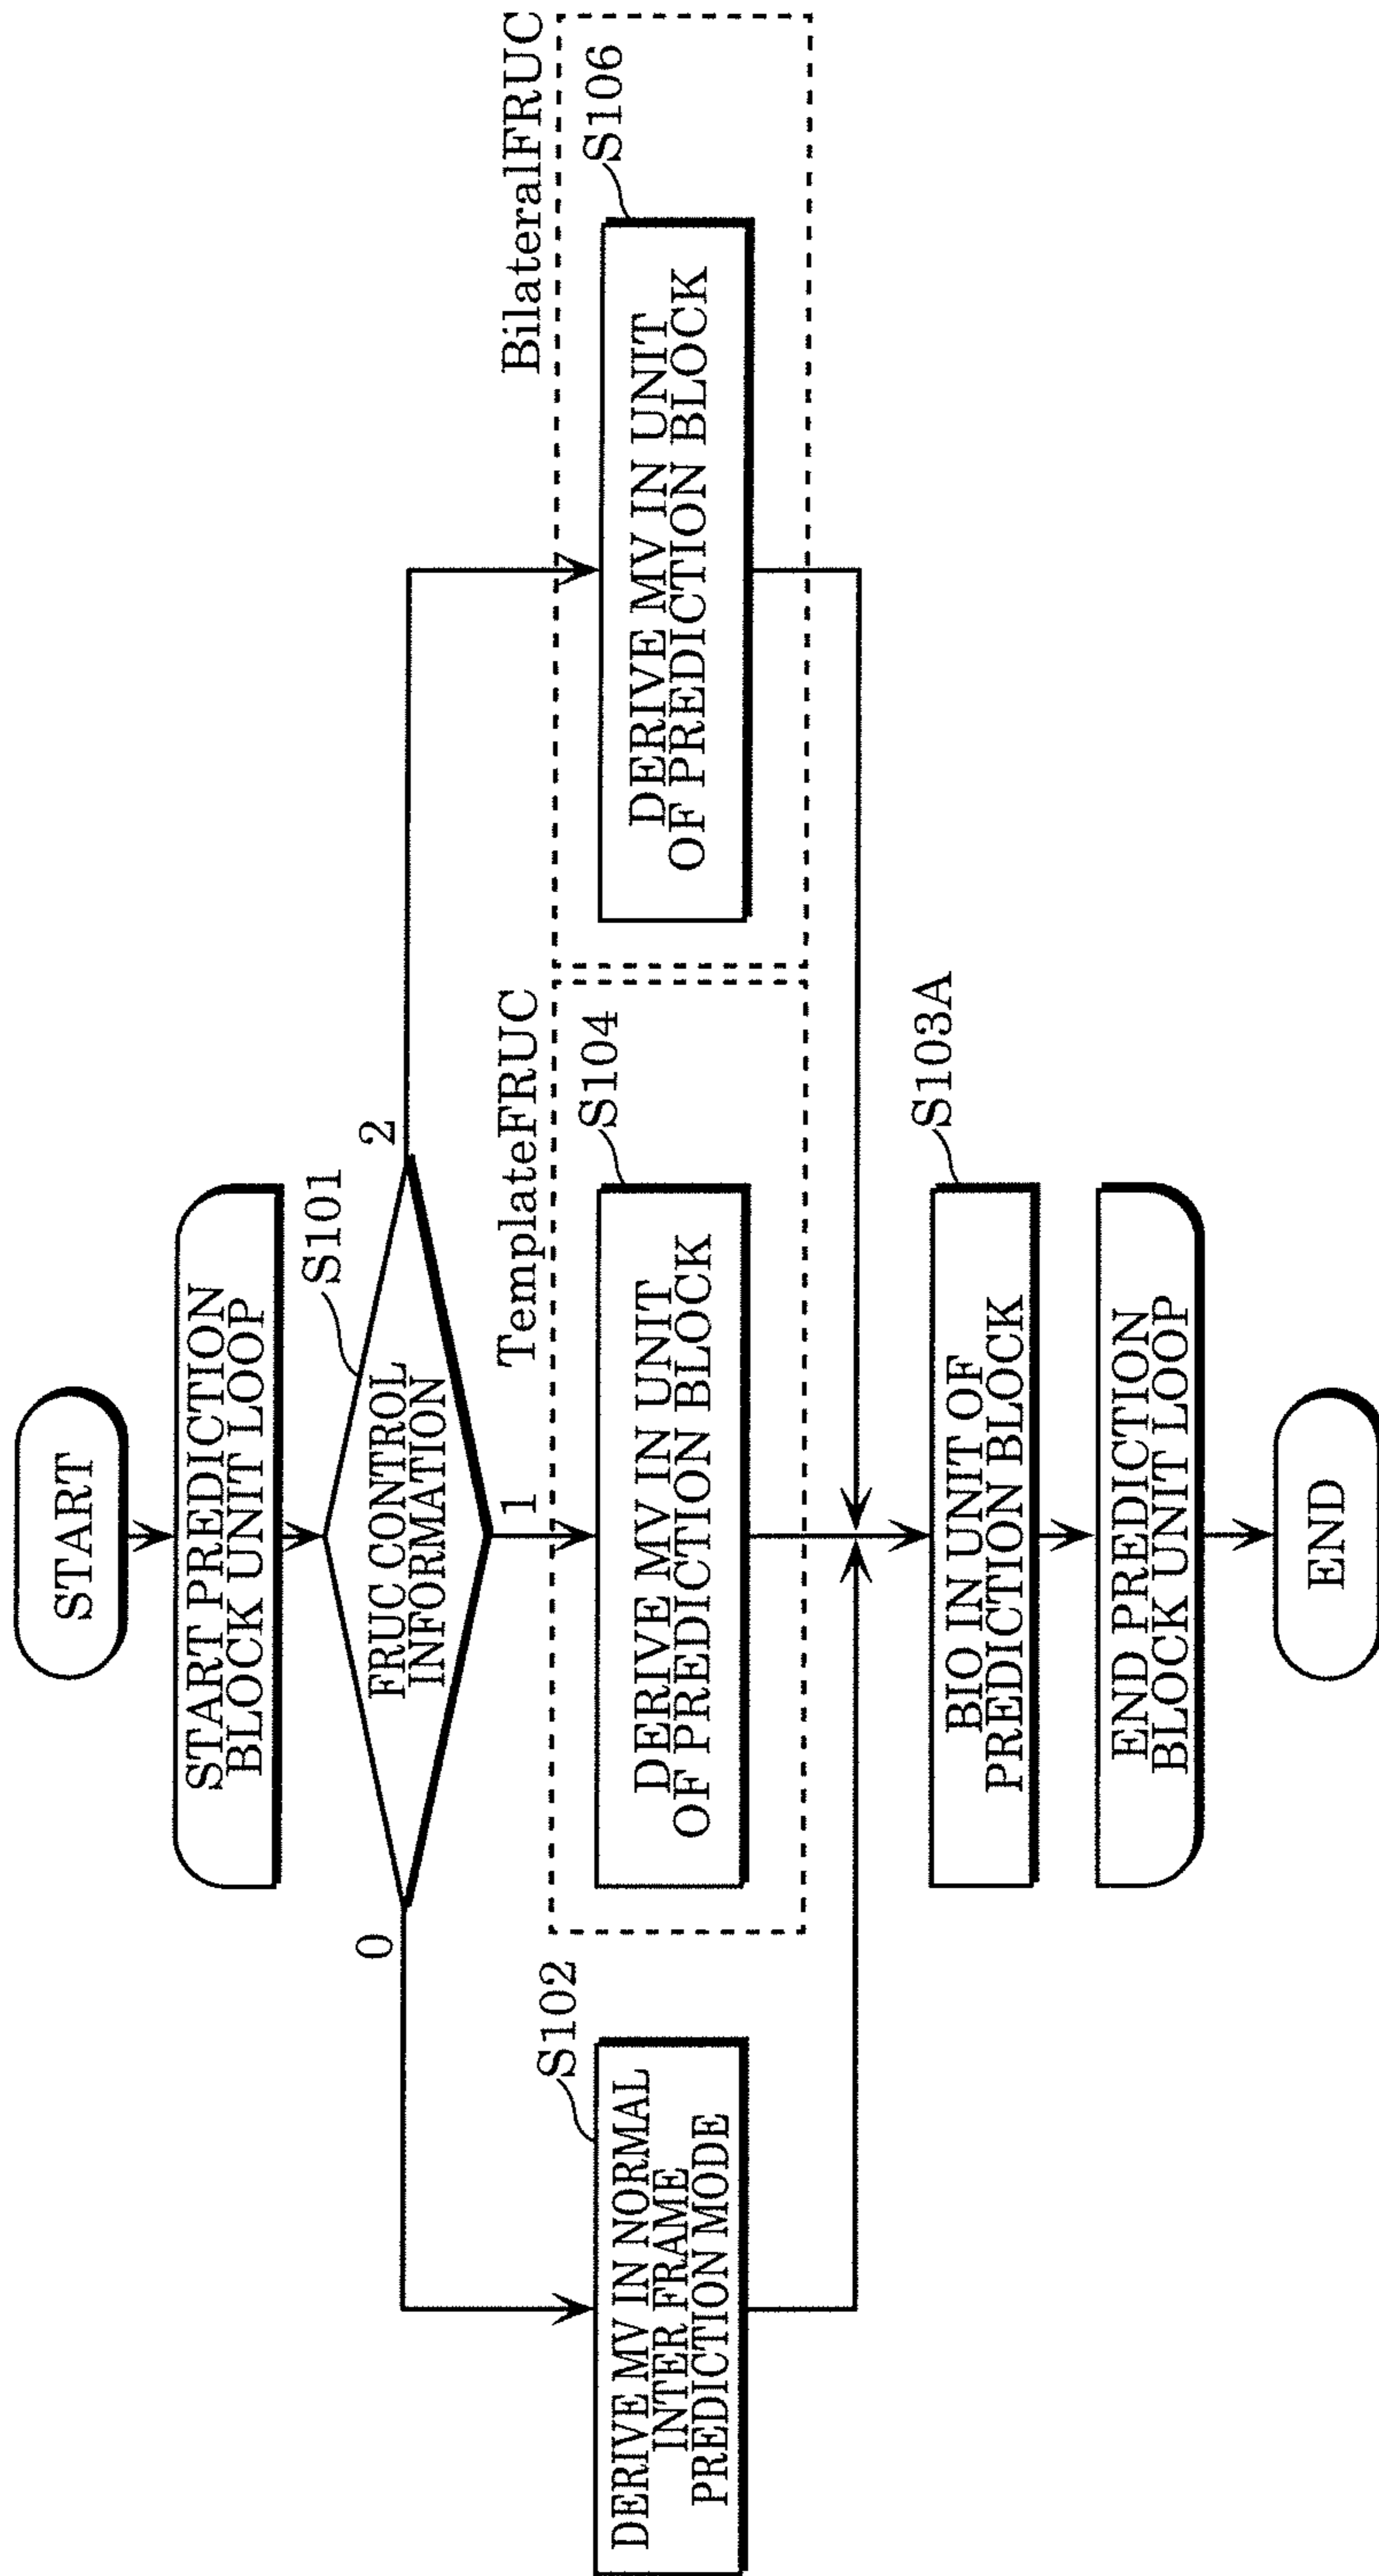 START
START PREDICTION
BLOCK UNIT LOOP
S101
FRUC CONTROL
INFORMATION
0
1
2
S102
DERIVE MV IN NORMAL
INTER FRAME
PREDICTION MODE
TemplateFRUC
S104
DERIVE MV IN UNIT
OF PREDICTION BLOCK
BilateralFRUC
S106
DERIVE MV IN UNIT
OF PREDICTION BLOCK
S103A
BIO IN UNIT OF
PREDICTION BLOCK
END PREDICTION
BLOCK UNIT LOOP
END